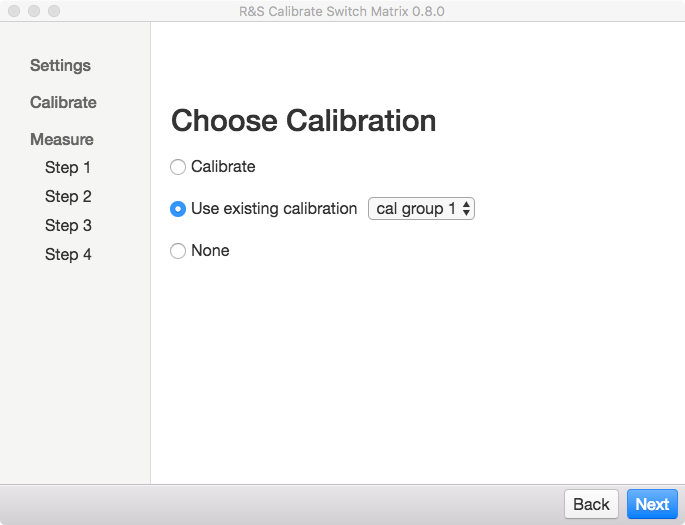 R&S Calibrate Switch Matrix 0.8.0
Settings
Calibrate
Measure
Step 1
Step 2
Step 3
Step 4
Choose Calibration
Calibrate
Use existing calibration cal group 1
None
Back Next